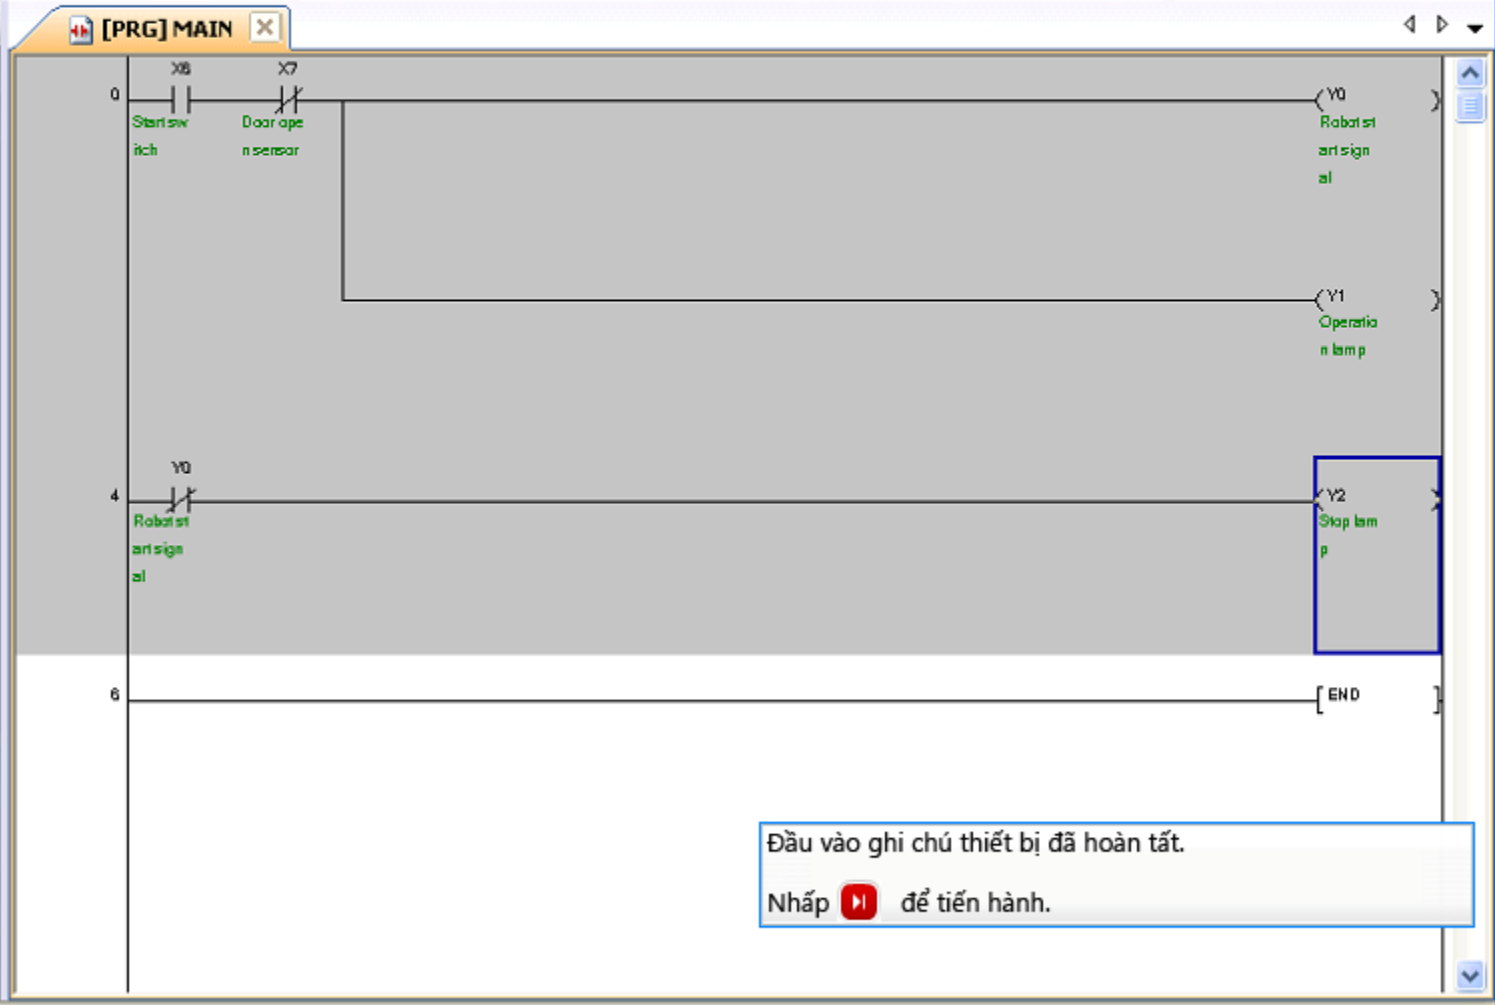 [PRG] MAIN
X6 X7
0 Y0
Start sw Door ope Robot st
itch n sensor art sign
al
Y1
Operatio
n lamp
Y0
4 Y2
Robot st Stop lam
art sign p
al
6 END
Đầu vào ghi chú thiết bị đã hoàn tất.
Nhấp để tiến hành.